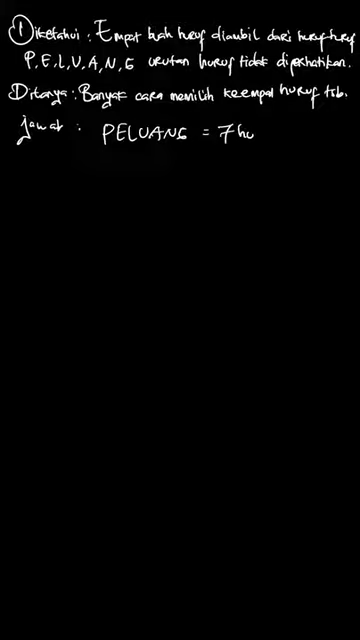 ① Diketahui : Empat buah huruf diambil dari huruf-huruf
P, E, L, U, A, N, G urutan huruf tidak diperhatikan.
Ditanya : Banyak cara memilih keempat huruf tsb.
Jawab : PELUANG = 7 hu